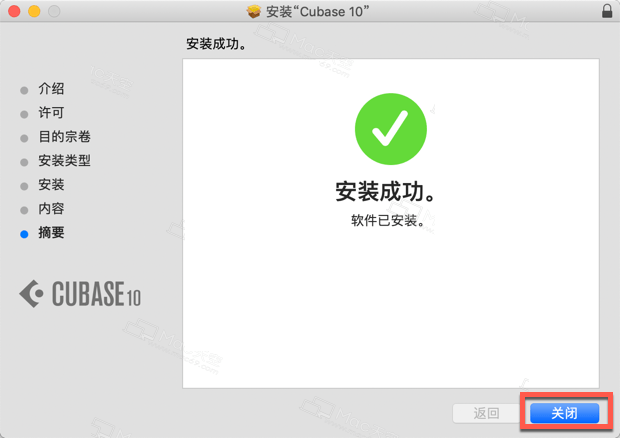 安装“Cubase 10”
安装成功。
介绍
许可
目的宗卷
安装类型
安装
内容
摘要
CUBASE 10
安装成功。
软件已安装。
返回
关闭